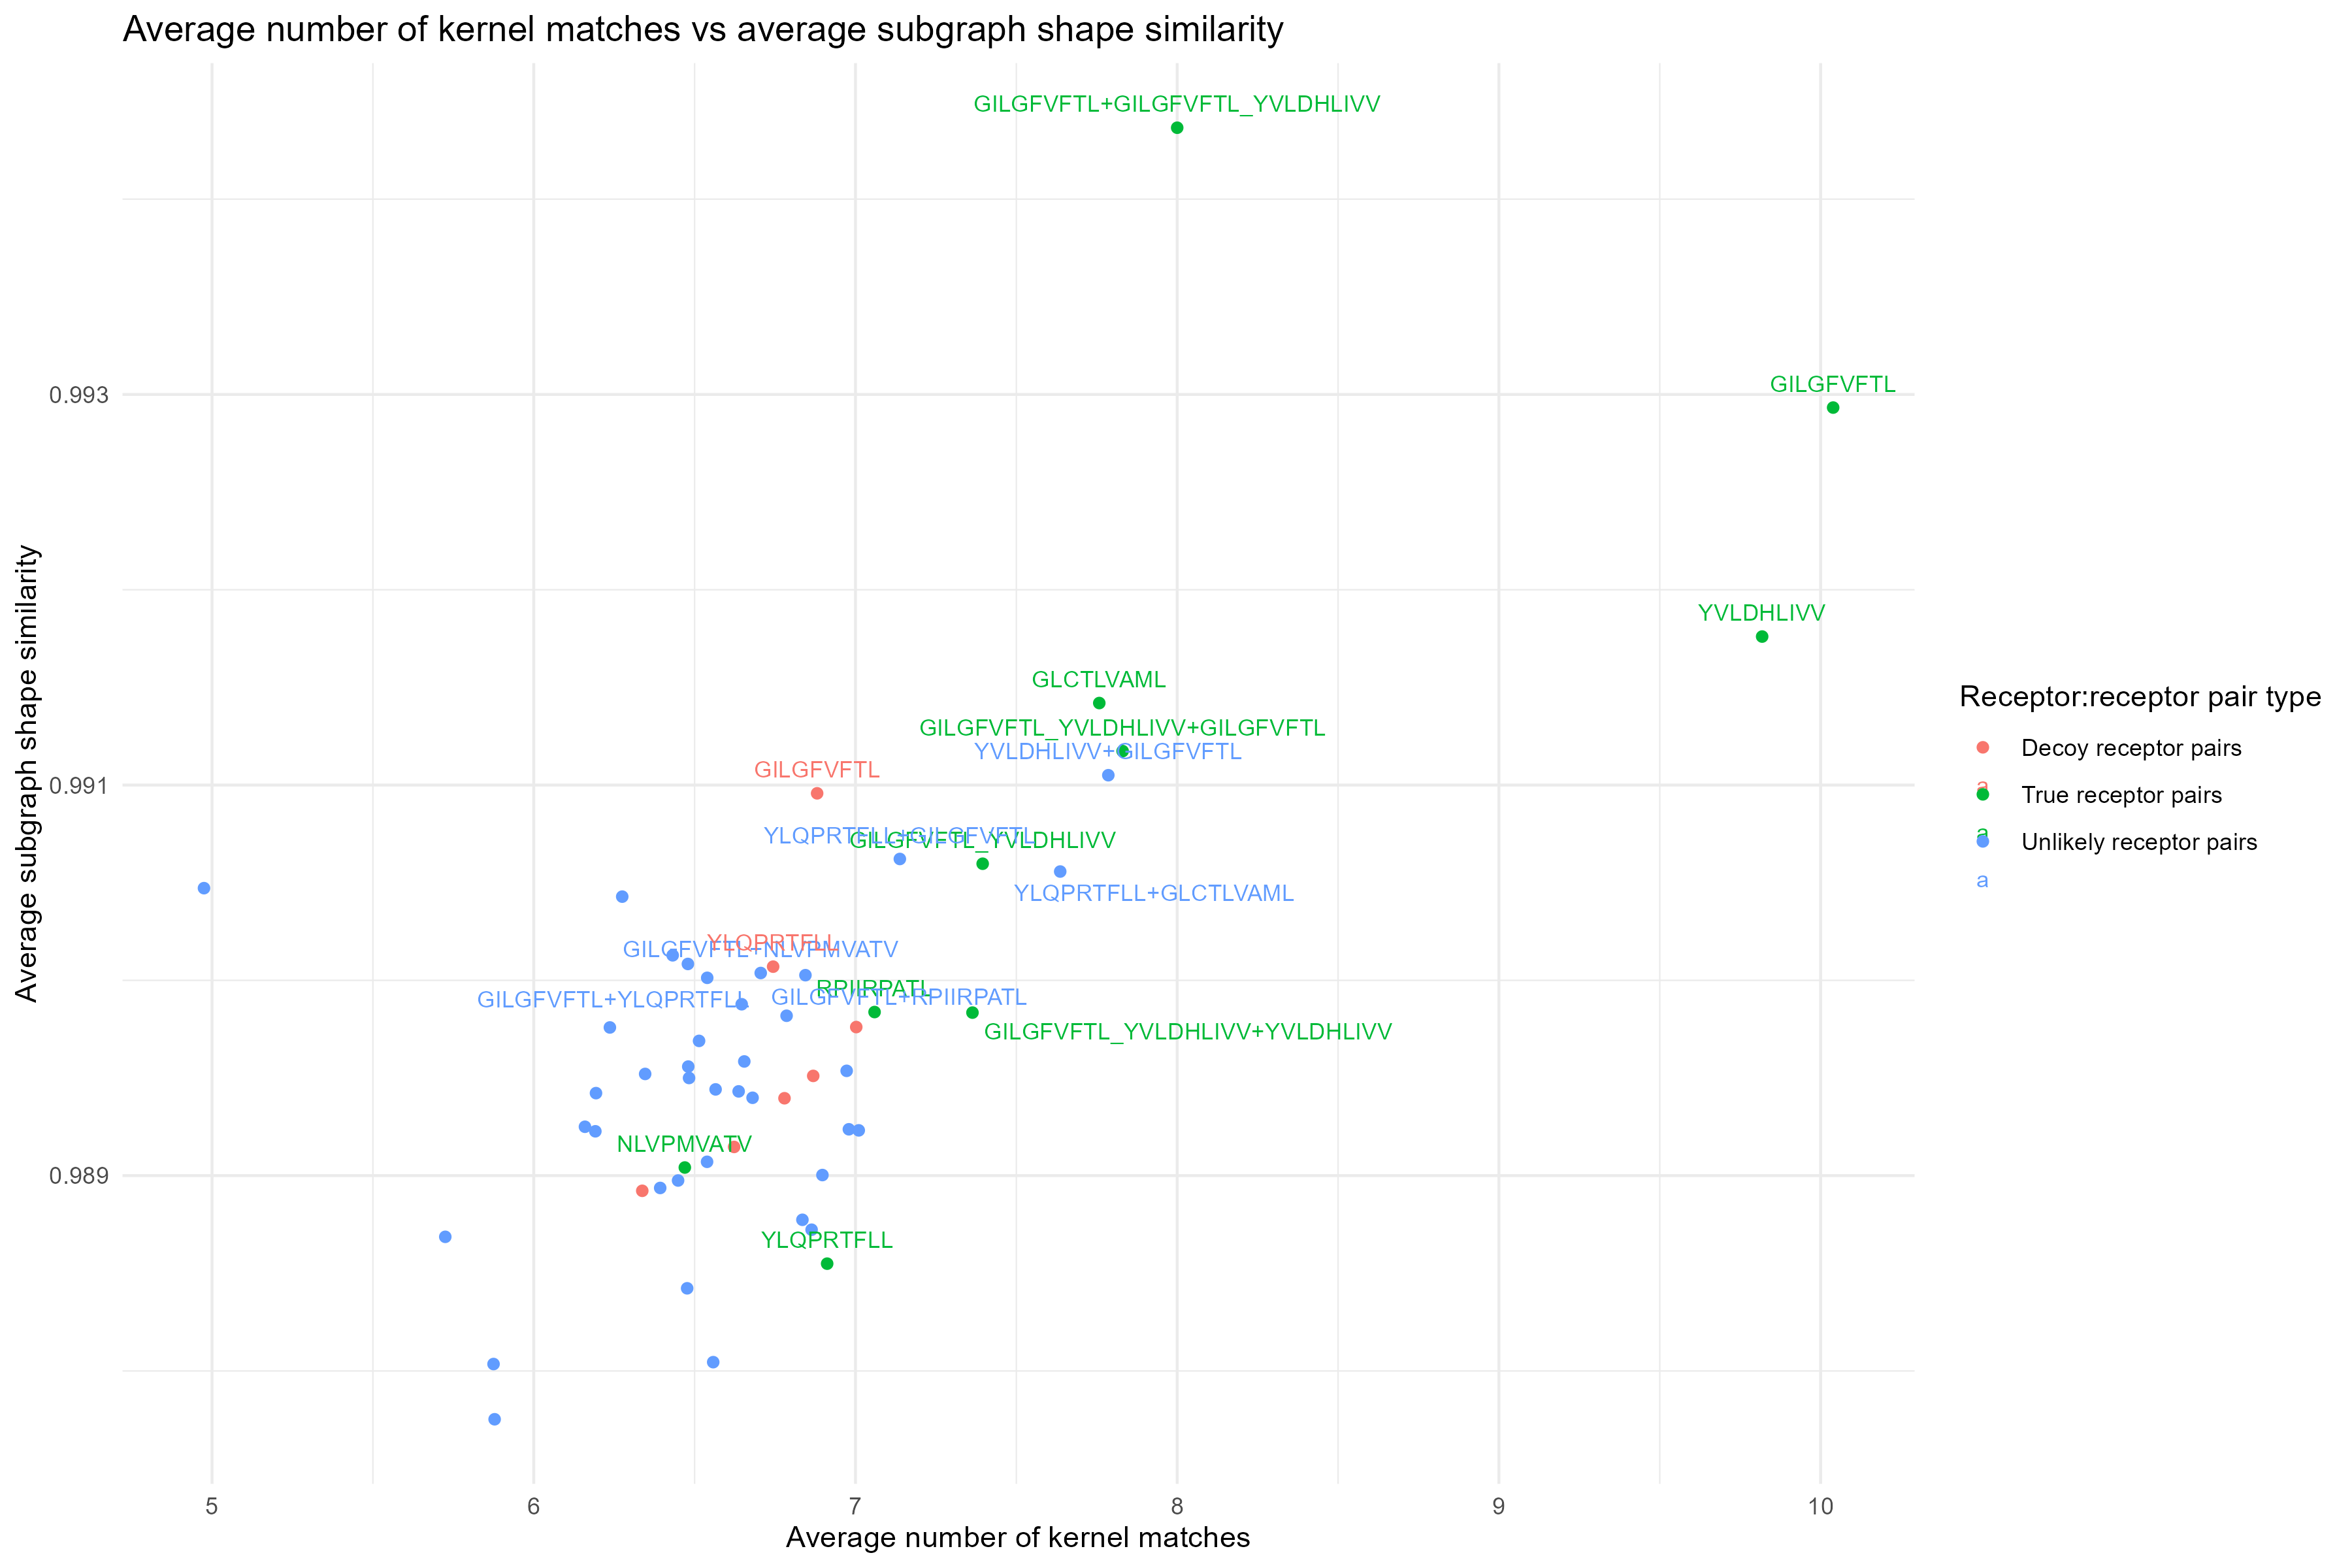 Average number of kernel matches vs average subgraph shape similarity
GILGFVFTL+GILGFVFTL_YVLDHLIVV
GILGFVFTL
YVLDHLIVV
GLCTLVAML
GILGFVFTL_YVLDHLIVV+GILGFVFTL
YVLDHLIVV+GILGFVFTL
GILGFVFTL
YLQPRTFLL+GILGFVFTL
GILGFVFTL_YVLDHLIVV
YLQPRTFLL+GLCTLVAML
YLQPRTFLL
GILGFVFTL+NLVPMVATV
RPIIRPATL
GILGFVFTL+YLQPRTFLL
GILGFVFTL+RPIIRPATL
GILGFVFTL_YVLDHLIVV+YVLDHLIVV
NLVPMVATV
YLQPRTFLL
0.993
0.991
0.989
Average subgraph shape similarity
5 6 7 8 9 10
Average number of kernel matches
Receptor:receptor pair type
Decoy receptor pairs
a
True receptor pairs
a
Unlikely receptor pairs
a